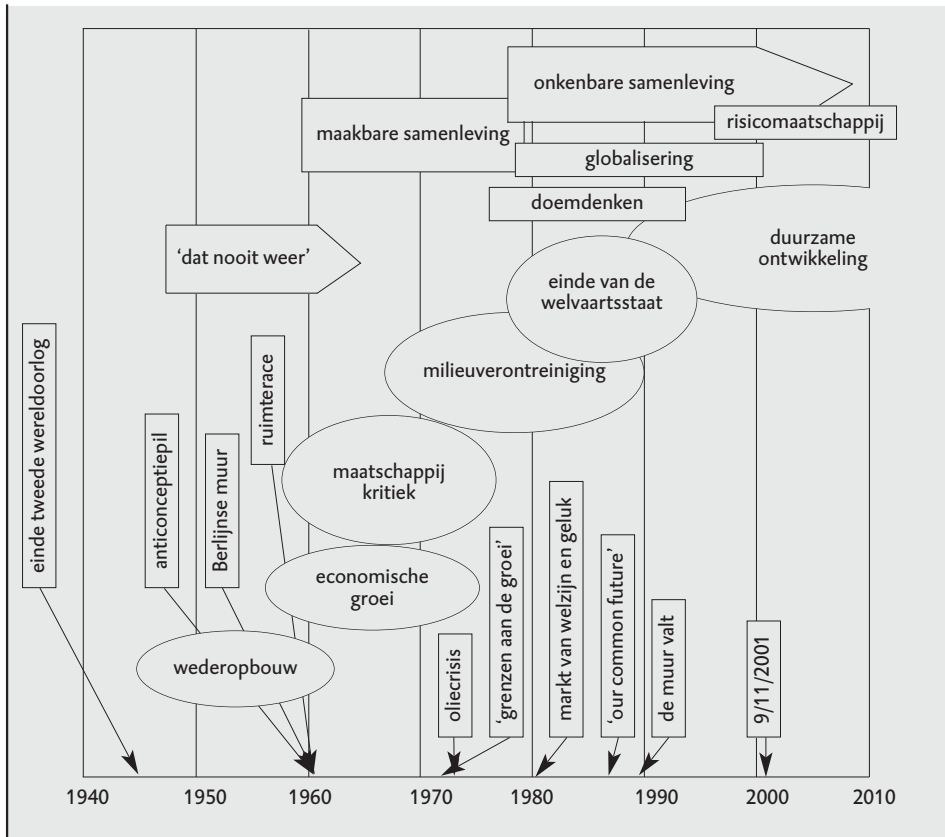 onkenbare samenleving
risicomaatschappij
maakbare samenleving
globalisering
doemdenken
duurzame
ontwikkeling
‘dat nooit weer’
einde van de
welvaartsstaat
milieuverontreiniging
einde tweede wereldoorlog
anticonceptiepil
Berlijnse muur
ruimterace
maatschappij
kritiek
economische
groei
wederopbouw
oliecrisis
‘grenzen aan de groei’
markt van welzijn en geluk
‘our common future’
de muur valt
9/11/2001
1940 1950 1960 1970 1980 1990 2000 2010